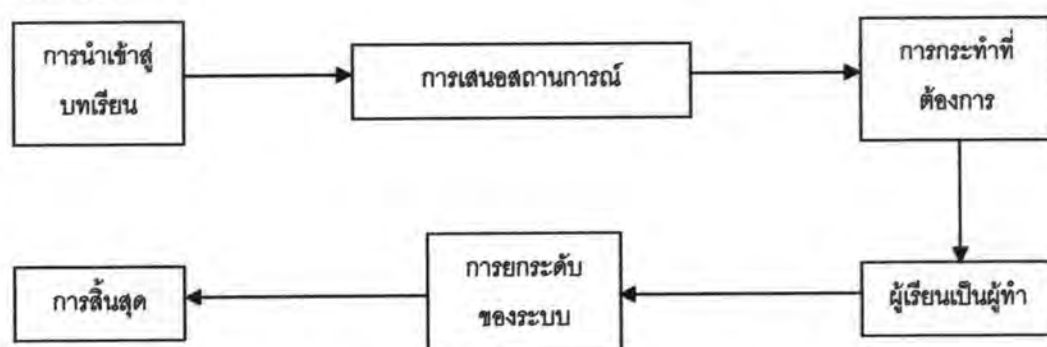 การนำเข้าสู่
บทเรียน
การเสนอสถานการณ์
การกระทำที่
ต้องการ
ผู้เรียนเป็นผู้ทำ
การยกระดับ
ของระบบ
การสิ้นสุด